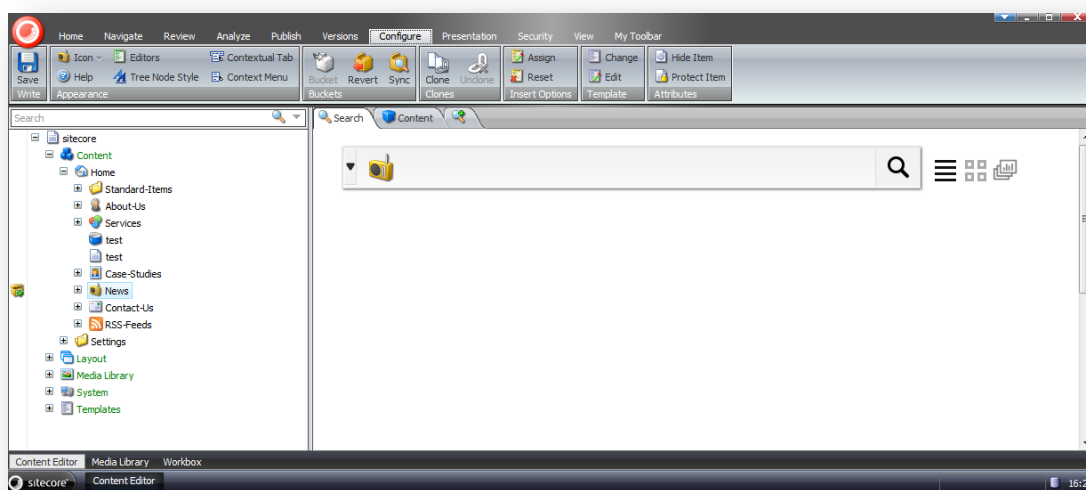 Home Navigate Review Analyze Publish Versions Configure Presentation Security View My Toolbar
Icon Editors Contextual Tab Assign Change Hide Item
Save Help Tree Node Style Context Menu Bucket Revert Sync Clone Unclone Reset Edit Protect Item
Write Appearance Buckets Clones Insert Options Template Attributes
Search Search Content
sitecore
Content
Home
Standard-Items
About-Us
Services
test
test
Case-Studies
News
Contact-Us
RSS-Feeds
Settings
Layout
Media Library
System
Templates
Content Editor Media Library Workbox
sitecore Content Editor